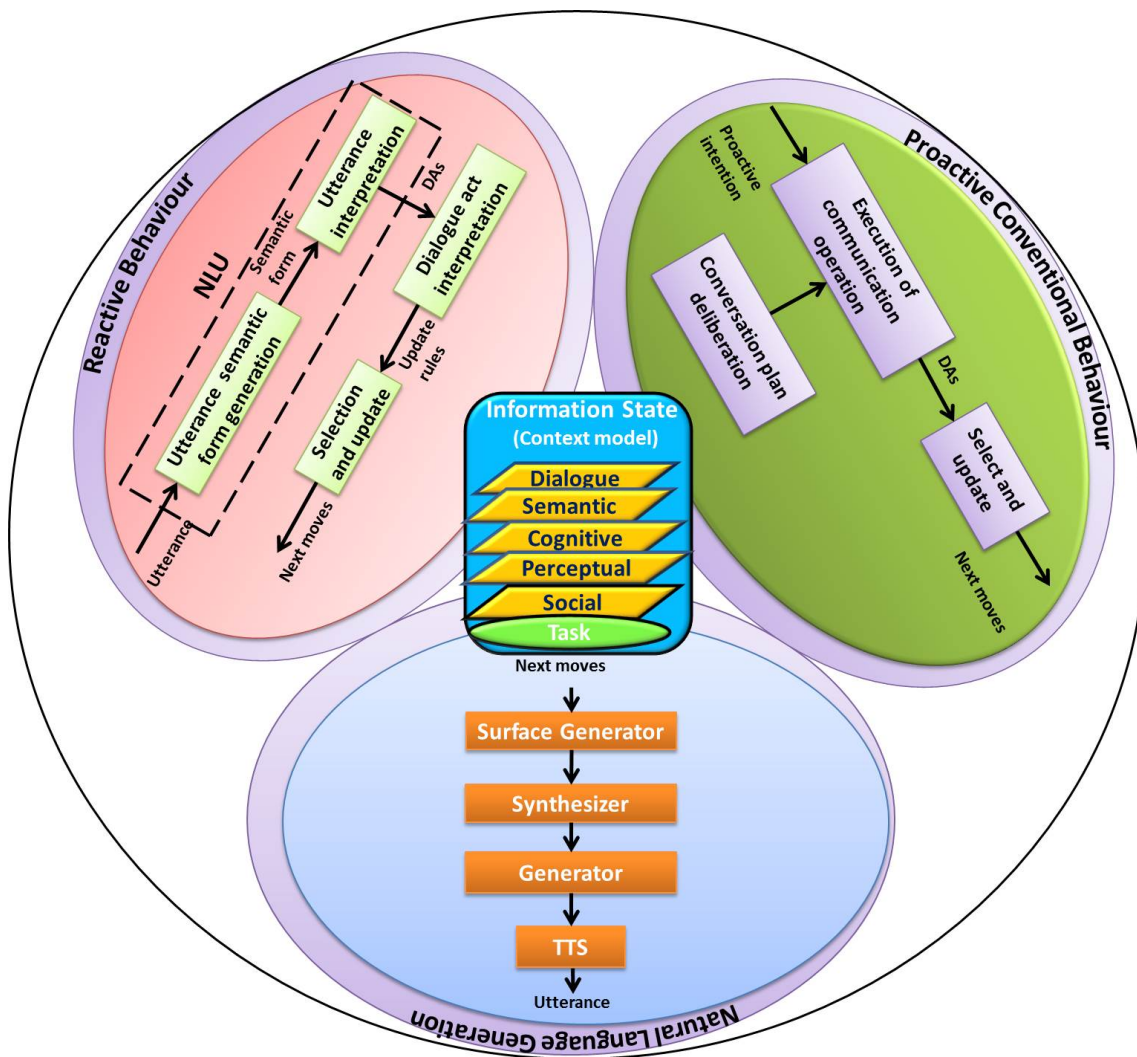 Reactive Behaviour
NLU
Utterance
Utterance semantic
form generation
Semantic
form
Utterance
interpretation
DAs
Dialogue act
interpretation
Update
rules
Selection
and update
Next moves
Proactive Conventional Behaviour
Proactive
intention
Execution of
communication
operation
Conversation plan
deliberation
DAs
Select and
update
Next moves
Information State
(Context model)
Dialogue
Semantic
Cognitive
Perceptual
Social
Task
Next moves
Surface Generator
Synthesizer
Generator
TTS
Utterance
Natural Language Generation